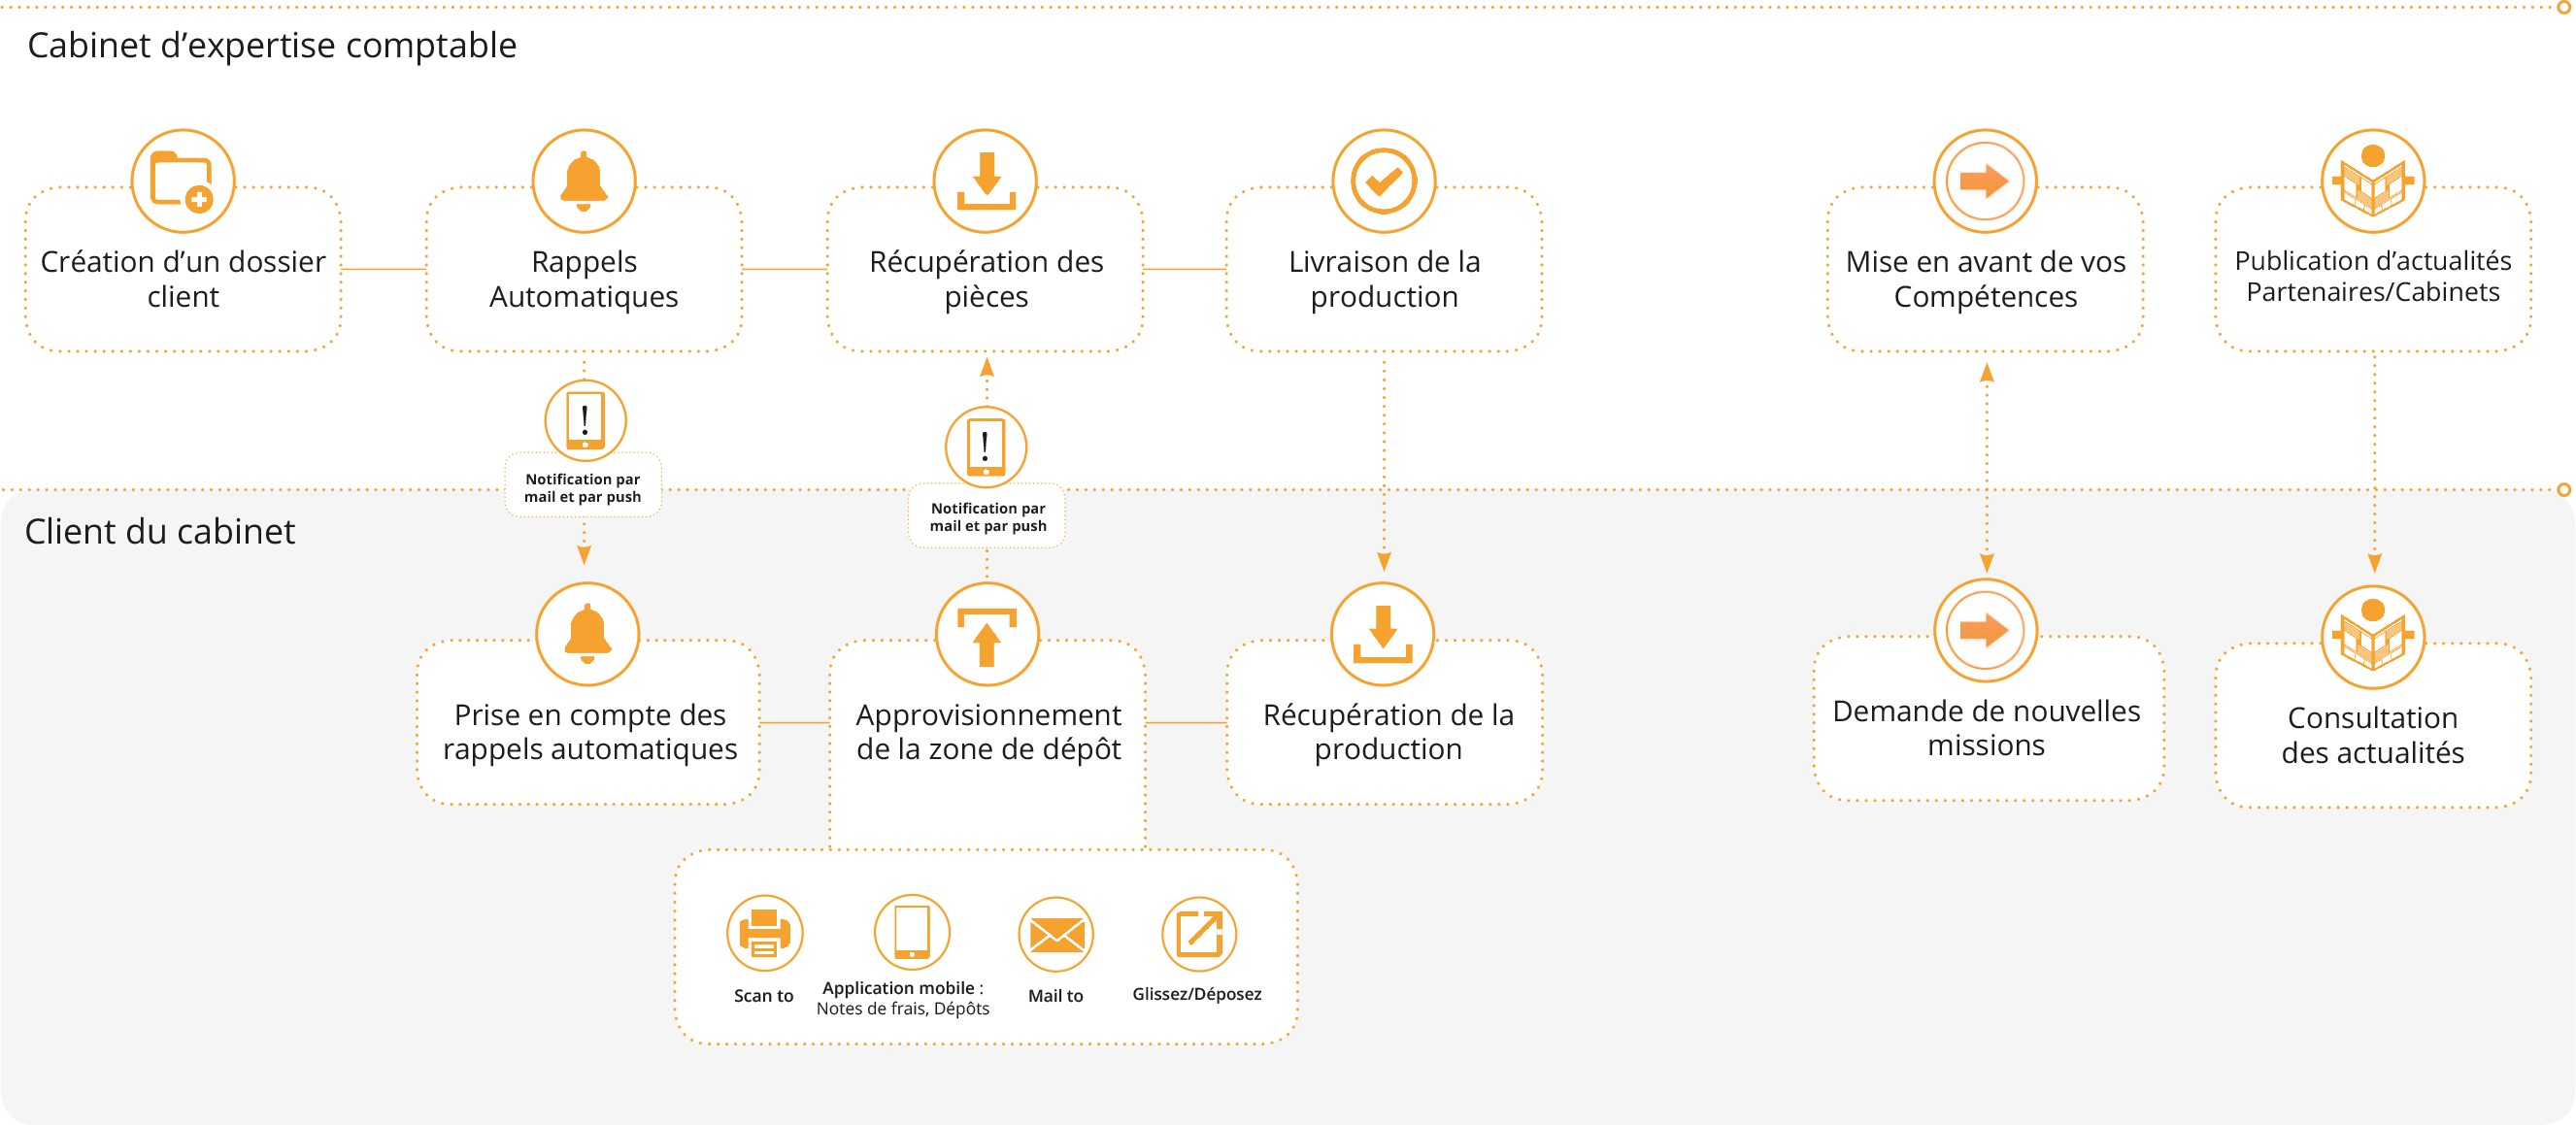 Cabinet d’expertise comptable
Création d’un dossier
client
Rappels
Automatiques
Récupération des
pièces
Livraison de la
production
Mise en avant de vos
Compétences
Publication d’actualités
Partenaires/Cabinets
!
Notification par
mail et par push
!
Notification par
mail et par push
Client du cabinet
Prise en compte des
rappels automatiques
Approvisionnement
de la zone de dépôt
Récupération de la
production
Demande de nouvelles
missions
Consultation
des actualités
Scan to
Application mobile :
Notes de frais, Dépôts
Mail to
Glissez/Déposez